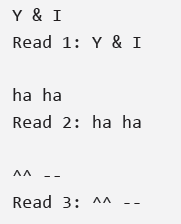 Y & I
Read 1: Y & I
ha ha
Read 2: ha ha
^^ --
Read 3: ^^ --